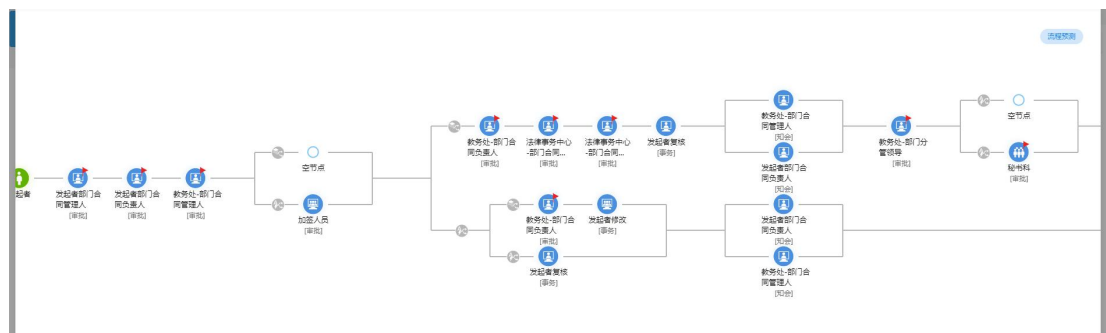 流程预测
空节点
教务处-部门合
同管理人
[知会]
教务处-部门合
同负责人
[审批]
法律事务中心
-部门合同...
[审批]
法律事务中心
-部门合同...
[审批]
发起者复核
[事务]
教务处-部门分
管领导
[审批]
空节点
发起者部门合
同负责人
[知会]
秘书科
[审批]
起者
发起者部门合
同管理人
[审批]
发起者部门合
同负责人
[审批]
教务处-部门合
同管理人
[审批]
加签人员
[审批]
教务处-部门合
同负责人
[审批]
发起者修改
[事务]
发起者部门合
同负责人
[知会]
发起者复核
[事务]
教务处-部门合
同管理人
[知会]